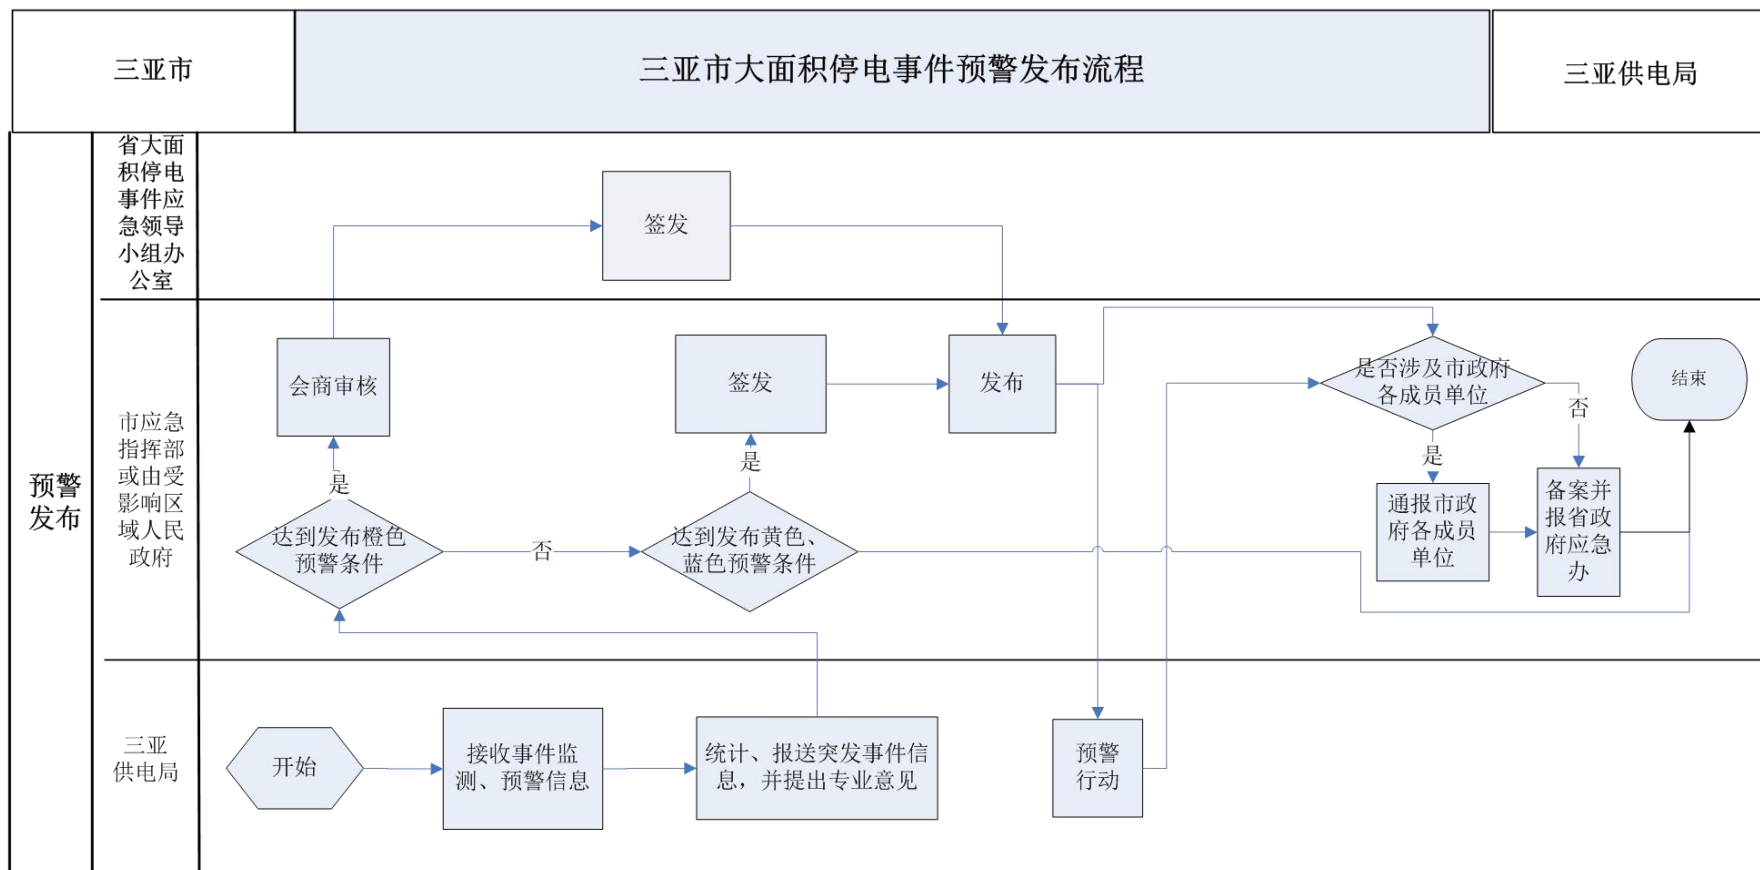 三亚市
三亚市大面积停电事件预警发布流程
三亚供电局
预警
发布
省大面
积停电
事件应
急领导
小组办
公室
签发
市应急
指挥部
或由受
影响区
域人民
政府
会商审核
是
达到发布橙色
预警条件
否
签发
是
达到发布黄色、
蓝色预警条件
发布
是否涉及市政府
各成员单位
否
是
通报市政
府各成员
单位
备案并
报省政
府应急
办
结束
三亚
供电局
开始
接收事件监
测、预警信息
统计、报送突发事件信
息，并提出专业意见
预警
行动